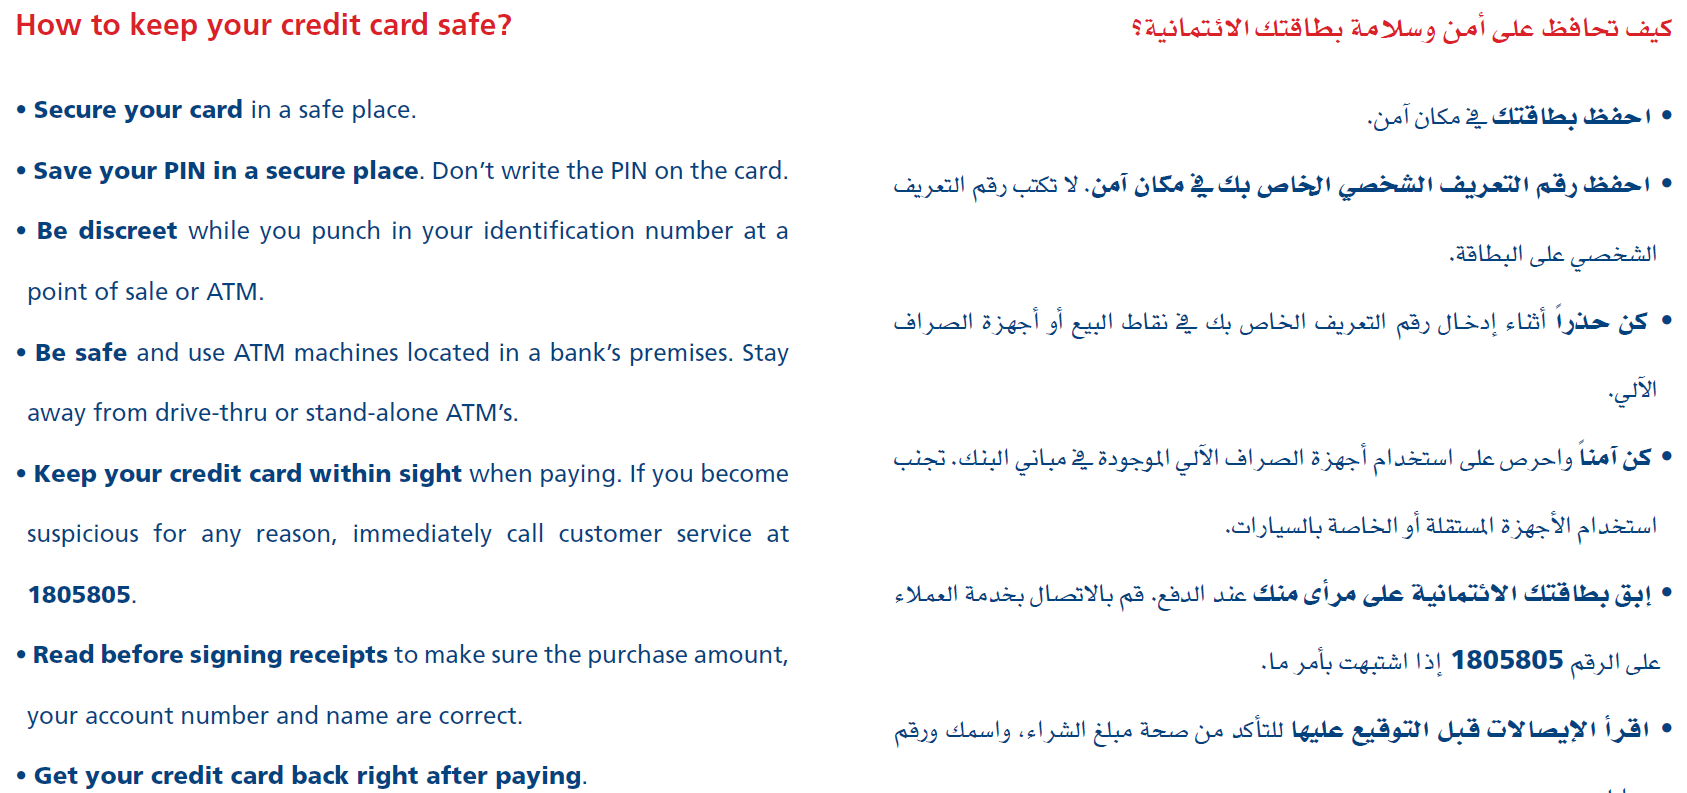 How to keep your credit card safe?
• Secure your card in a safe place.
• Save your PIN in a secure place. Don’t write the PIN on the card.
• Be discreet while you punch in your identification number at a
point of sale or ATM.
• Be safe and use ATM machines located in a bank’s premises. Stay
away from drive-thru or stand-alone ATM’s.
• Keep your credit card within sight when paying. If you become
suspicious for any reason, immediately call customer service at
1805805.
• Read before signing receipts to make sure the purchase amount,
your account number and name are correct.
• Get your credit card back right after paying.
كيف تحافظ على أمن وسلامة بطاقتك الائتمانية؟
• احفظ بطاقتك في مكان آمن.
• احفظ رقم التعريف الشخصي الخاص بك في مكان آمن. لا تكتب رقم التعريف
الشخصي على البطاقة.
• كن حذراً أثناء إدخال رقم التعريف الخاص بك في نقاط البيع أو أجهزة الصراف
الآلي.
• كن آمناً واحرص على استخدام أجهزة الصراف الآلي الموجودة في مباني البنك. تجنب
استخدام الأجهزة المستقلة أو الخاصة بالسيارات.
• إبق بطاقتك الائتمانية على مرأى منك عند الدفع. قم بالاتصال بخدمة العملاء
على الرقم 1805805 إذا اشتبهت بأمر ما.
• اقرأ الإيصالات قبل التوقيع عليها للتأكد من صحة مبلغ الشراء، واسمك ورقم